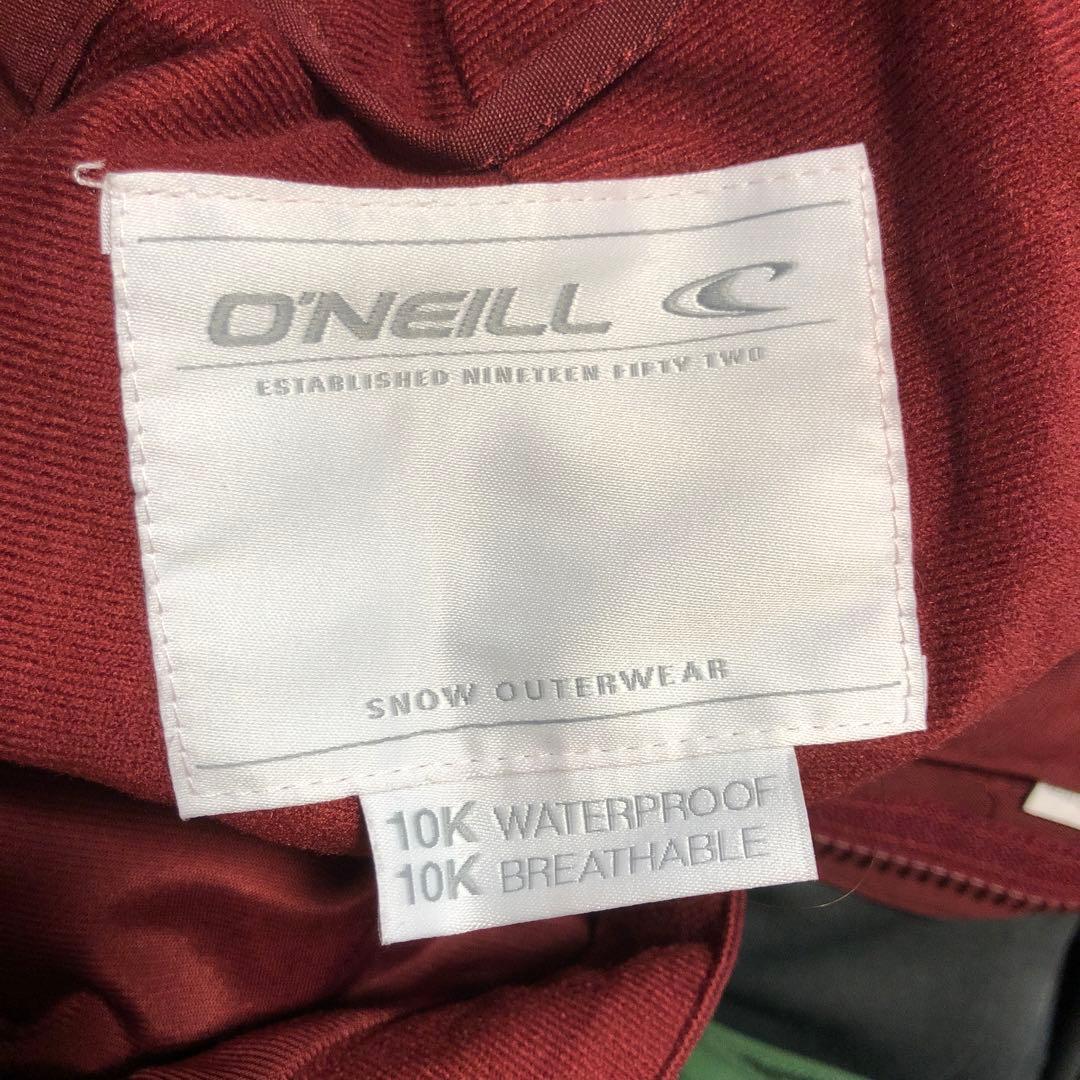 O'NEILL
ESTABLISHED NINETEEN FIFTY TWO
SNOW OUTERWEAR
10K WATERPROOF
10K BREATHABLE